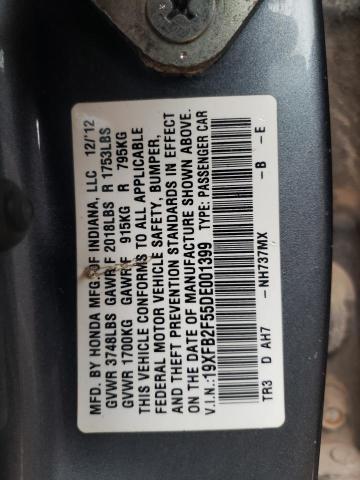 MFD. BY HONDA MFG. OF INDIANA, LLC 12/'12
GVWR 3748LBS GAWR F 2018LBS R 1753LBS
GVWR 1700KG GAWR F 915KG R 795KG
THIS VEHICLE CONFORMS TO ALL APPLICABLE
FEDERAL MOTOR VEHICLE SAFETY, BUMPER,
AND THEFT PREVENTION STANDARDS IN EFFECT
ON THE DATE OF MANUFACTURE SHOWN ABOVE.
V.I.N.: 19XFB2F55DE001399 TYPE: PASSENGER CAR
TR3 D AH7 -NH737MX -B -E